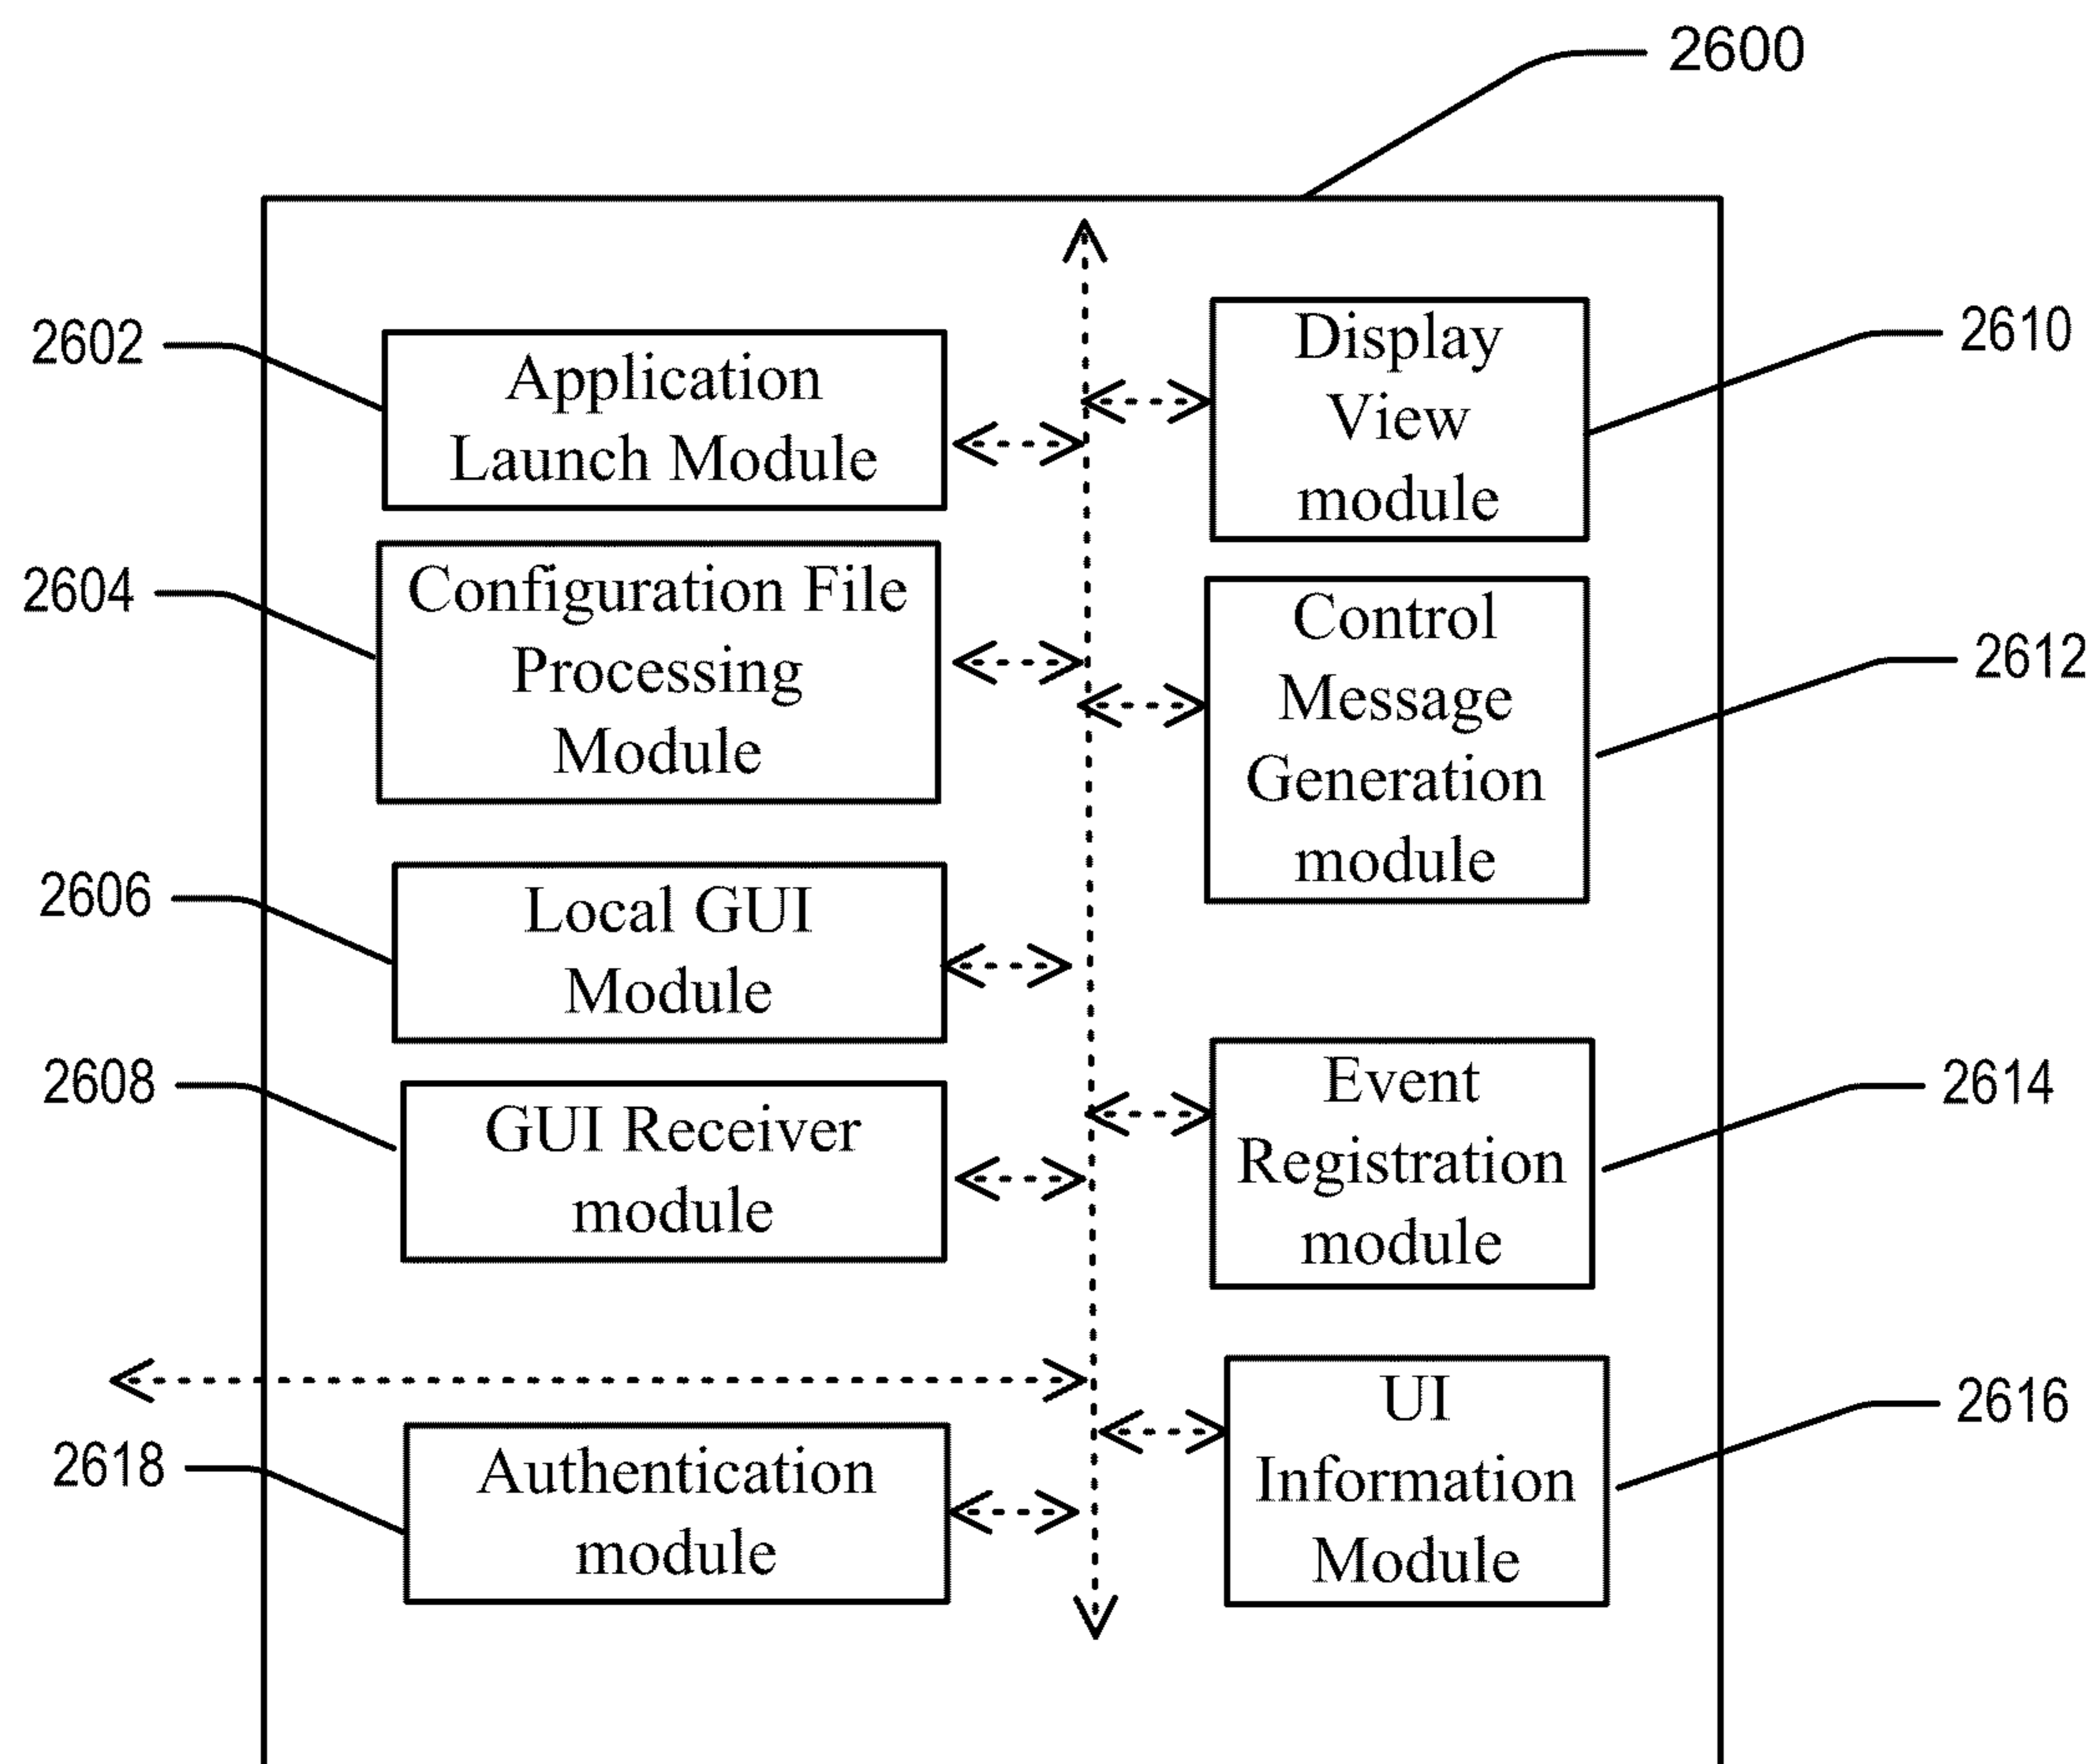 2600
2602
Application
Launch Module
2604
Configuration File
Processing
Module
2606
Local GUI
Module
2608
GUI Receiver
module
2618
Authentication
module
Display
View
module
2610
Control
Message
Generation
module
2612
Event
Registration
module
2614
UI
Information
Module
2616